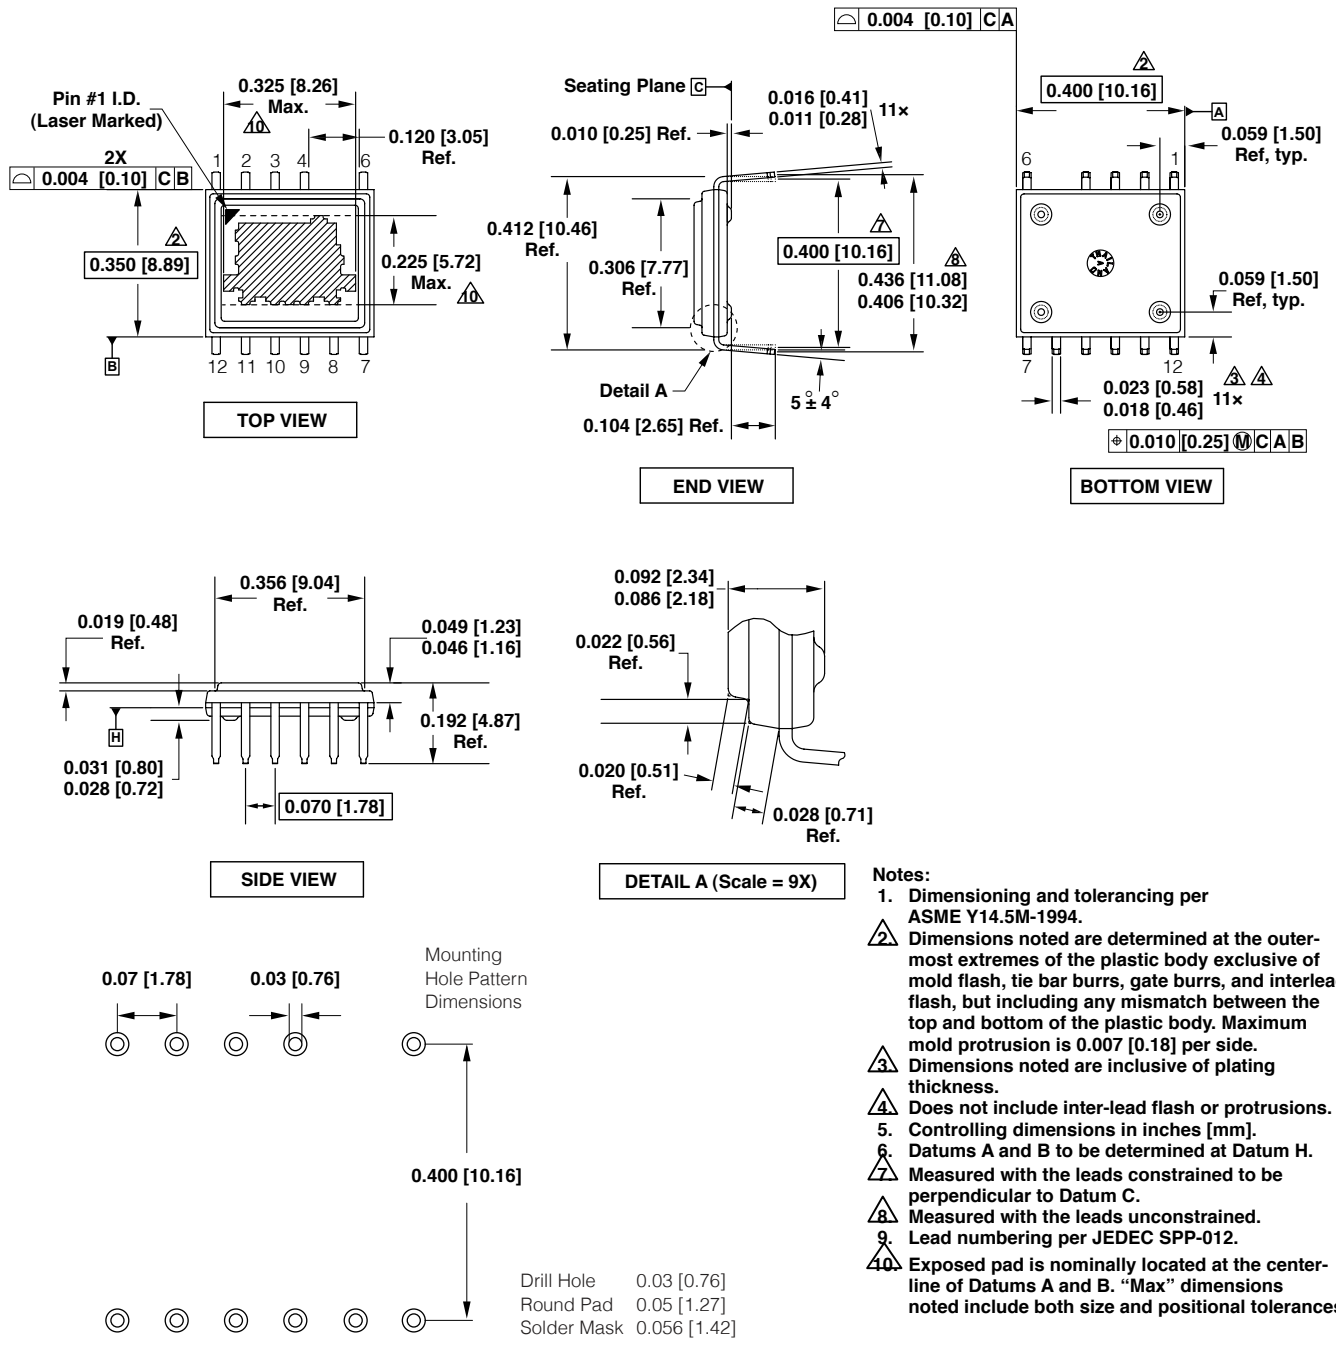 0.004 [0.10] C A
0.325 [8.26]
Max.
10
Pin #1 I.D.
(Laser Marked)
0.120 [3.05]
Ref.
2X
0.004 [0.10] C B
1 2 3 4 6
2
0.350 [8.89]
0.225 [5.72]
Max.
10
B
12 11 10 9 8 7
TOP VIEW
Seating Plane C
0.016 [0.41]
0.011 [0.28]
11×
0.010 [0.25] Ref.
0.412 [10.46]
Ref.
0.306 [7.77]
Ref.
7
0.400 [10.16]
8
0.436 [11.08]
0.406 [10.32]
Detail A
5° ± 4°
0.104 [2.65] Ref.
END VIEW
2
0.400 [10.16]
A
0.059 [1.50]
Ref, typ.
6 1
0.059 [1.50]
Ref, typ.
7 12
0.023 [0.58]
0.018 [0.46]
11×
3 4
⌖ 0.010 [0.25] Ⓜ C A B
BOTTOM VIEW
0.356 [9.04]
Ref.
0.019 [0.48]
Ref.
0.049 [1.23]
0.046 [1.16]
0.192 [4.87]
Ref.
H
0.031 [0.80]
0.028 [0.72]
0.070 [1.78]
SIDE VIEW
0.092 [2.34]
0.086 [2.18]
0.022 [0.56]
Ref.
0.020 [0.51]
Ref.
0.028 [0.71]
Ref.
DETAIL A (Scale = 9X)
Mounting
Hole Pattern
Dimensions
0.07 [1.78]
0.03 [0.76]
0.400 [10.16]
Drill Hole 0.03 [0.76]
Round Pad 0.05 [1.27]
Solder Mask 0.056 [1.42]
Notes:
1. Dimensioning and tolerancing per
ASME Y14.5M-1994.
2. Dimensions noted are determined at the outer-
most extremes of the plastic body exclusive of
mold flash, tie bar burrs, gate burrs, and interlea
flash, but including any mismatch between the
top and bottom of the plastic body. Maximum
mold protrusion is 0.007 [0.18] per side.
3. Dimensions noted are inclusive of plating
thickness.
4. Does not include inter-lead flash or protrusions.
5. Controlling dimensions in inches [mm].
6. Datums A and B to be determined at Datum H.
7. Measured with the leads constrained to be
perpendicular to Datum C.
8. Measured with the leads unconstrained.
9. Lead numbering per JEDEC SPP-012.
10. Exposed pad is nominally located at the center-
line of Datums A and B. “Max” dimensions
noted include both size and positional tolerances